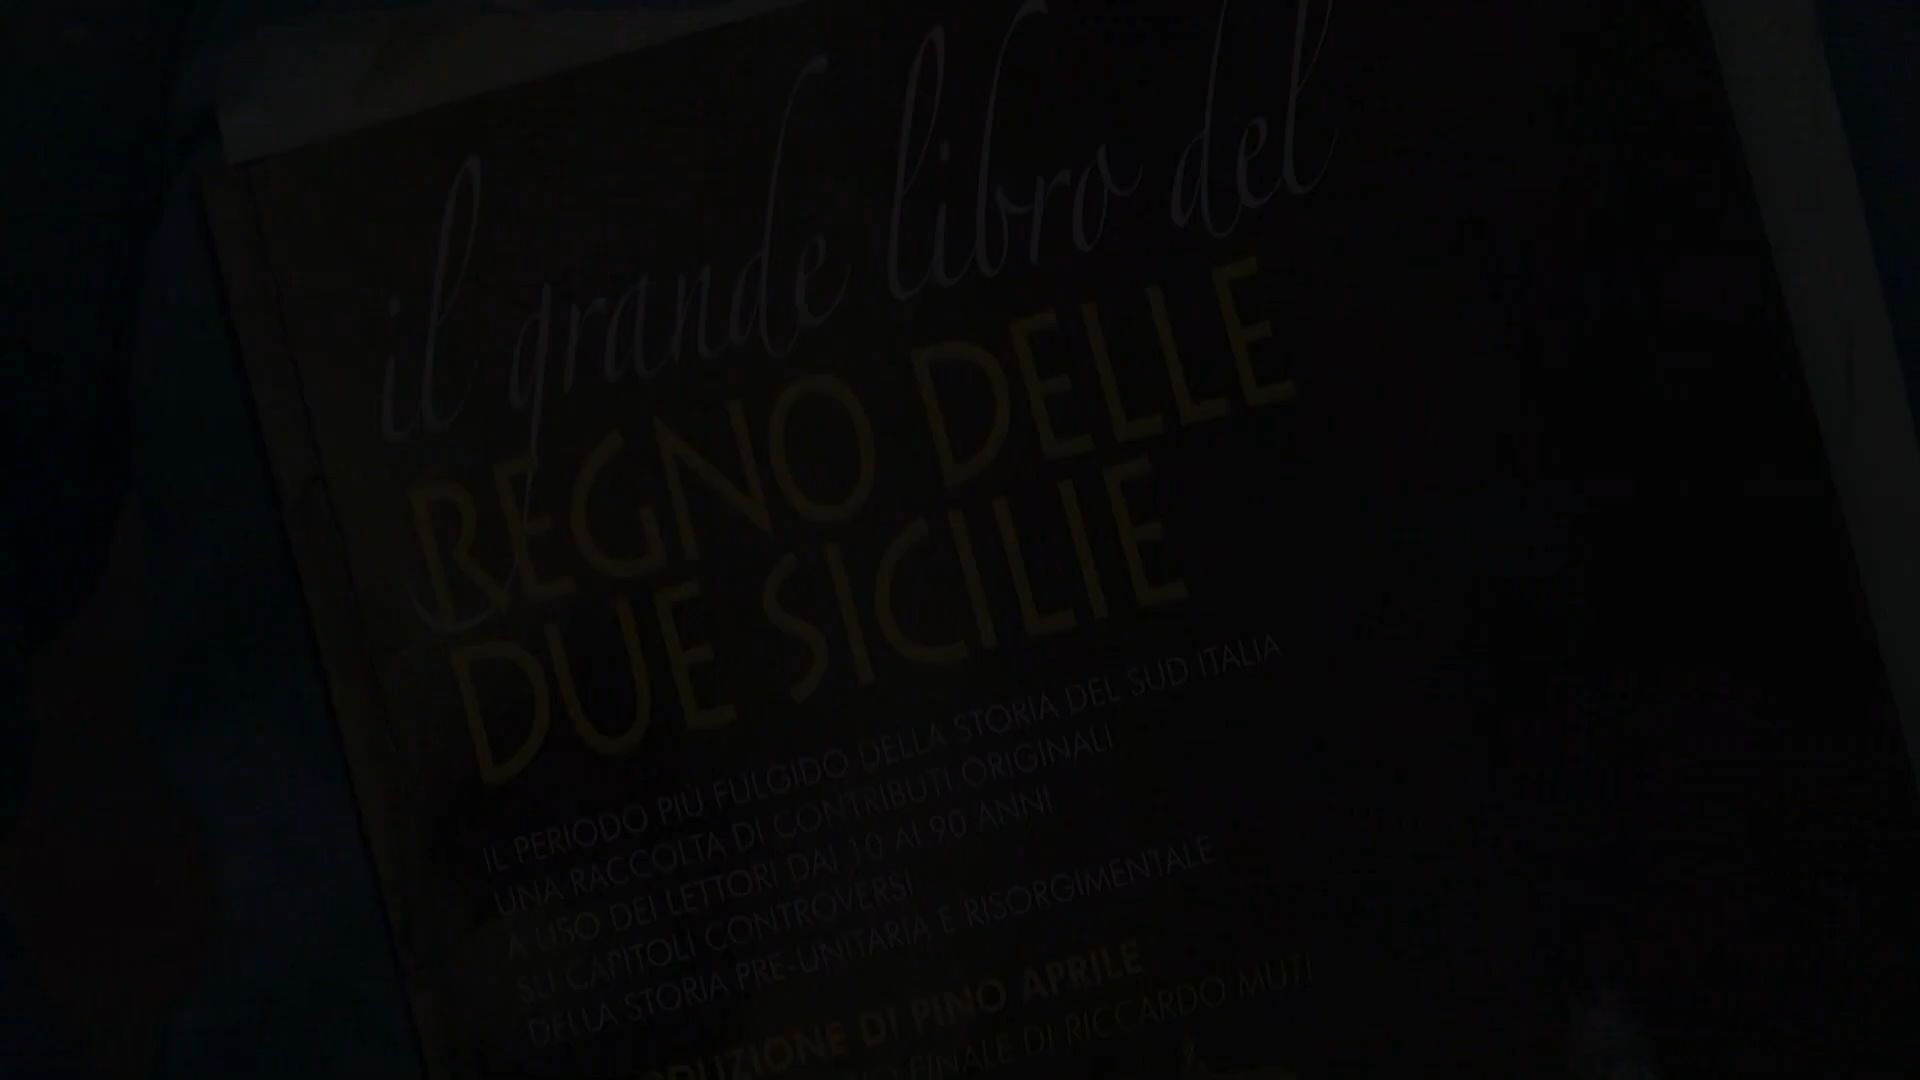 il grande libro del
REGNO DELLE
DUE SICILIE
IL PERIODO PIÙ FULGIDO DELLA STORIA DEL SUD ITALIA
UNA RACCOLTA DI CONTRIBUTI ORIGINALI
A USO DEI LETTORI DAI 10 AI 90 ANNI
SU CAPITOLI CONTROVERSI
DELLA STORIA PRE-UNITARIA E RISORGIMENTALE
DI PINO APRILE
FINALE DI RICCARDO MUTI